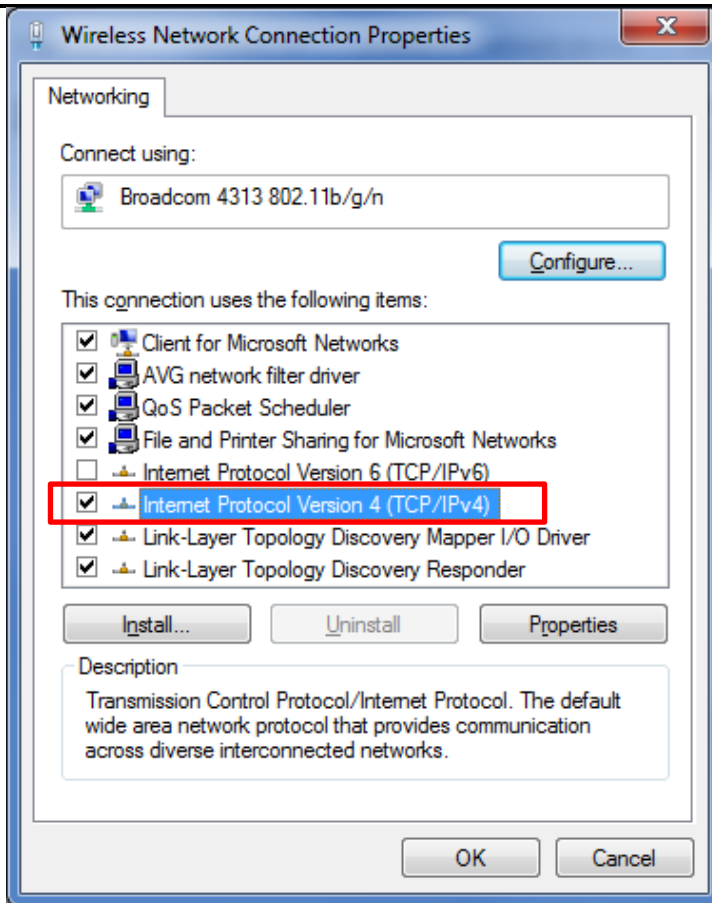 Wireless Network Connection Properties
Networking
Connect using:
Broadcom 4313 802.11b/g/n
Configure...
This connection uses the following items:
Client for Microsoft Networks
AVG network filter driver
QoS Packet Scheduler
File and Printer Sharing for Microsoft Networks
Internet Protocol Version 6 (TCP/IPv6)
Internet Protocol Version 4 (TCP/IPv4)
Link-Layer Topology Discovery Mapper I/O Driver
Link-Layer Topology Discovery Responder
Install... Uninstall Properties
Description
Transmission Control Protocol/Internet Protocol. The default
wide area network protocol that provides communication
across diverse interconnected networks.
OK Cancel